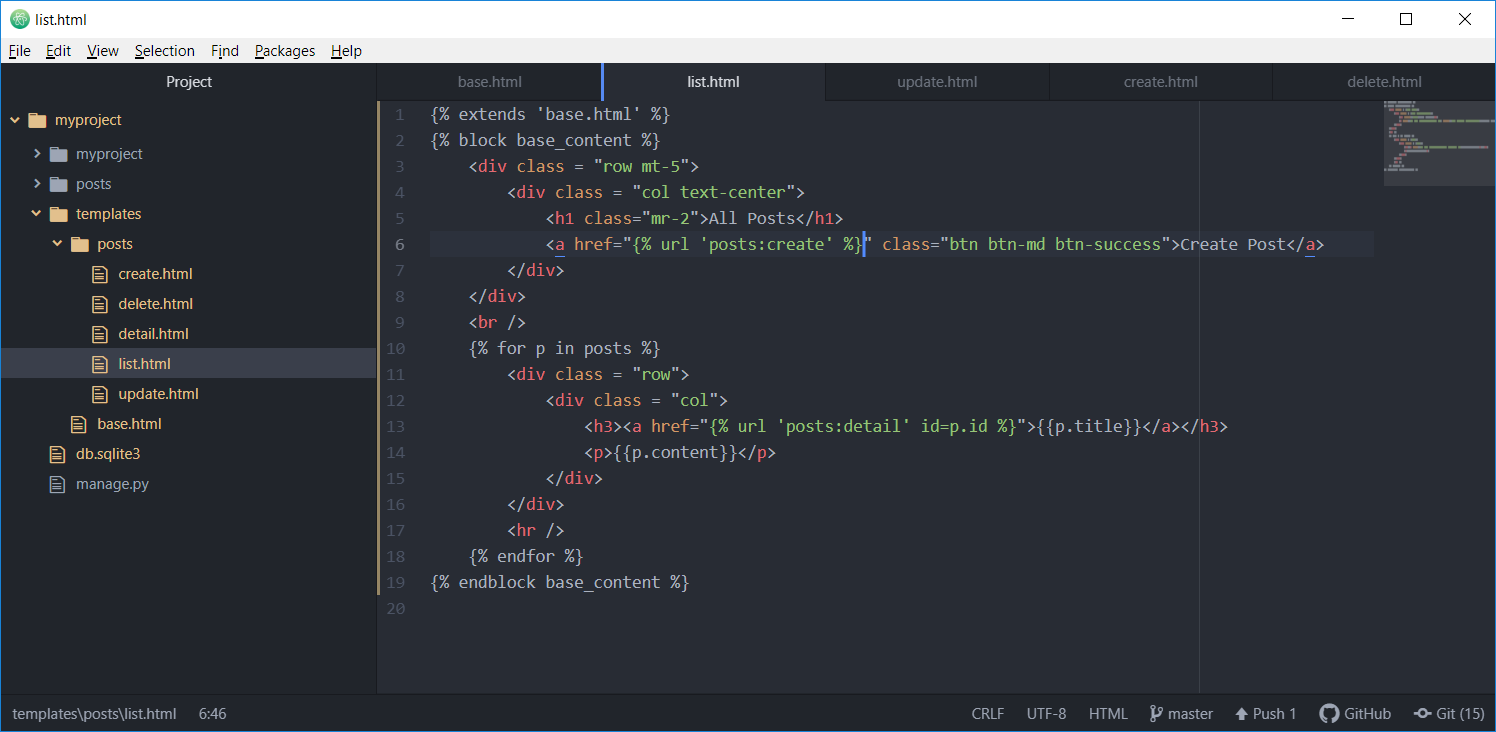 list.html
File Edit View Selection Find Packages Help
Project
myproject
myproject
posts
templates
posts
create.html
delete.html
detail.html
list.html
update.html
base.html
db.sqlite3
manage.py
base.html list.html update.html create.html delete.html
1 {% extends 'base.html' %}
2 {% block base_content %}
3     <div class = "row mt-5">
4         <div class = "col text-center">
5             <h1 class="mr-2">All Posts</h1>
6             <a href="{% url 'posts:create' %}" class="btn btn-md btn-success">Create Post</a>
7         </div>
8     </div>
9     <br />
10     {% for p in posts %}
11         <div class = "row">
12             <div class = "col">
13                 <h3><a href="{% url 'posts:detail' id=p.id %}">{{p.title}}</a></h3>
14                 <p>{{p.content}}</p>
15             </div>
16         </div>
17         <hr />
18     {% endfor %}
19 {% endblock base_content %}
20
templates\posts\list.html 6:46 CRLF UTF-8 HTML master Push 1 GitHub Git (15)